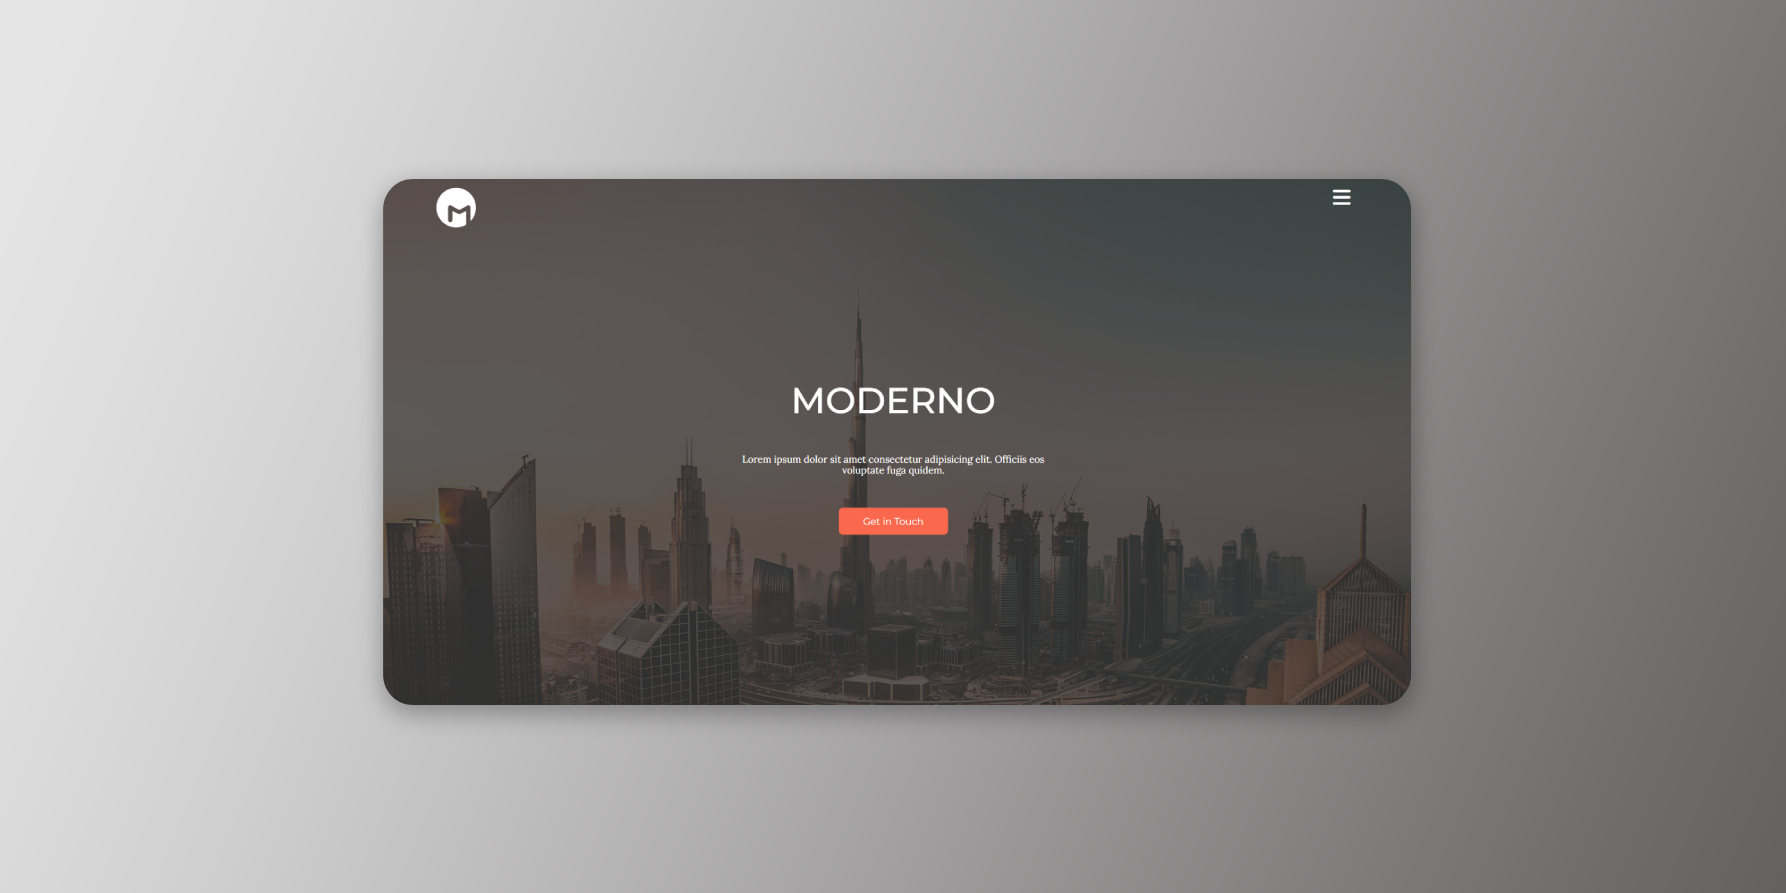 M
MODERNO
Lorem ipsum dolor sit amet consectetur adipisicing elit. Officiis eos
voluptate fuga quidem.
Get in Touch